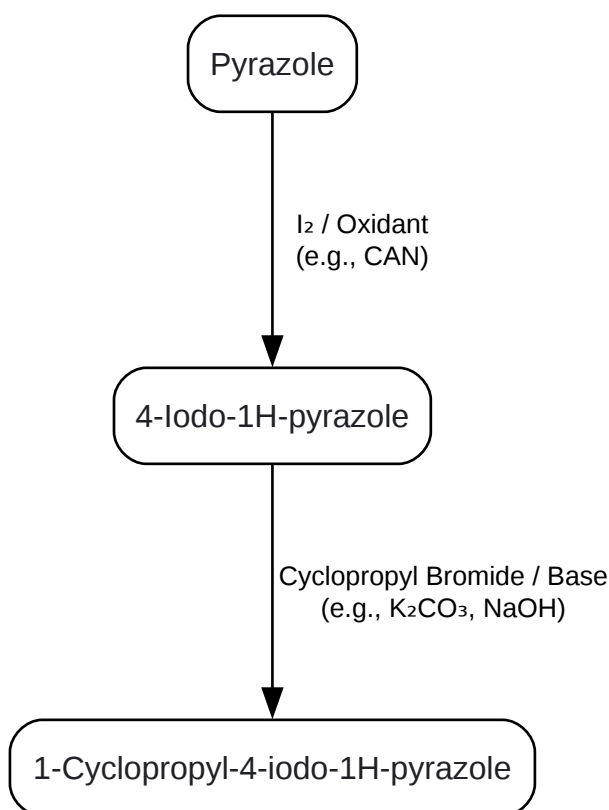 Pyrazole
I₂ / Oxidant
(e.g., CAN)
4-Iodo-1H-pyrazole
Cyclopropyl Bromide / Base
(e.g., K₂CO₃, NaOH)
1-Cyclopropyl-4-iodo-1H-pyrazole